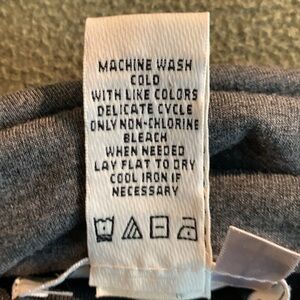 MACHINE WASH
COLD
WITH LIKE COLORS
DELICATE CYCLE
ONLY NON-CHLORINE
BLEACH
WHEN NEEDED
LAY FLAT TO DRY
COOL IRON IF
NECESSARY